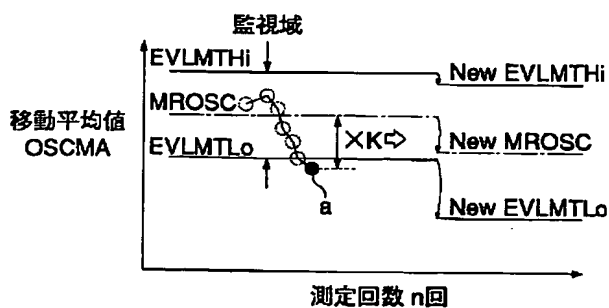 監視域
EVLMTHi
New EVLMTHi
MROSC
移動平均値
OSCMA
×K⇨
New MROSC
EVLMTLo
a
New EVLMTLo
測定回数 n回